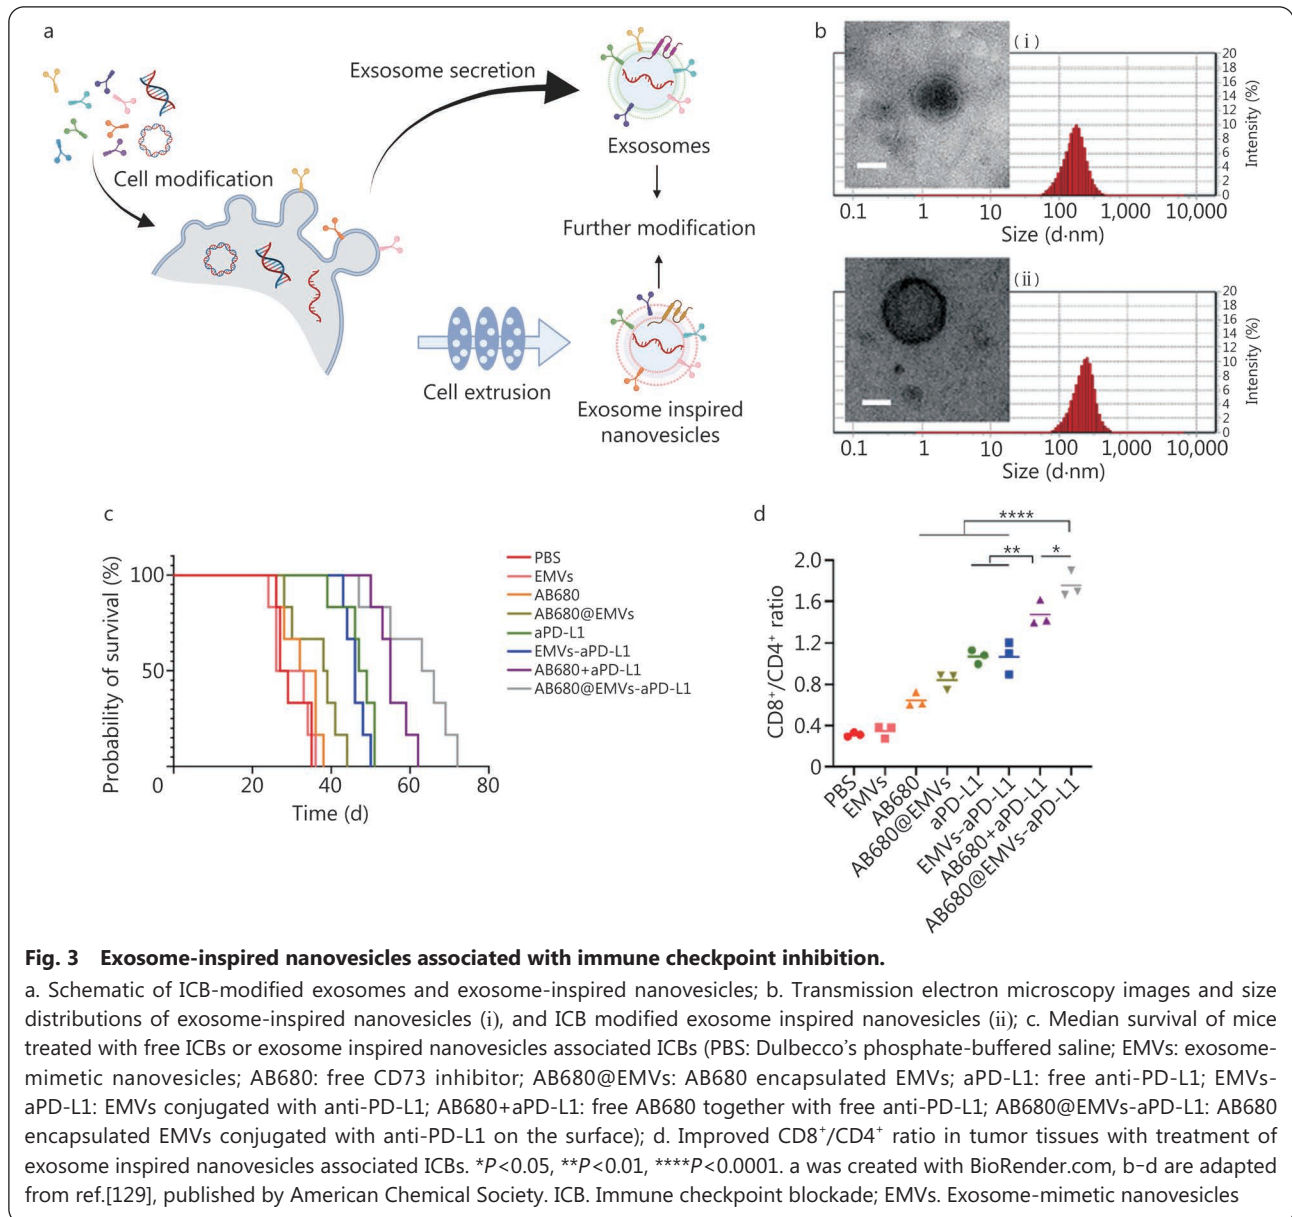 a
Exsosome secretion
Cell modification
Exsosomes
Further modification
Cell extrusion
Exosome inspired
nanovesicles
b
(i)
20
18
16
14
12
10
8
6
4
2
0
Intensity (%)
0.1 1 10 100 1,000 10,000
Size (d·nm)
(ii)
20
18
16
14
12
10
8
6
4
2
0
Intensity (%)
0.1 1 10 100 1,000 10,000
Size (d·nm)
c
Probability of survival (%)
100
50
0 20 40 60 80
Time (d)
PBS
EMVs
AB680
AB680@EMVs
aPD-L1
EMVs-aPD-L1
AB680+aPD-L1
AB680@EMVs-aPD-L1
d
****
** *
CD8⁺/CD4⁺ ratio
2.0
1.6
1.2
0.8
0.4
0
PBS
EMVs
AB680
AB680@EMVs
aPD-L1
EMVs-aPD-L1
AB680+aPD-L1
AB680@EMVs-aPD-L1
Fig. 3 Exosome-inspired nanovesicles associated with immune checkpoint inhibition.
a. Schematic of ICB-modified exosomes and exosome-inspired nanovesicles; b. Transmission electron microscopy images and size
distributions of exosome-inspired nanovesicles (i), and ICB modified exosome inspired nanovesicles (ii); c. Median survival of mice
treated with free ICBs or exosome inspired nanovesicles associated ICBs (PBS: Dulbecco's phosphate-buffered saline; EMVs: exosome-
mimetic nanovesicles; AB680: free CD73 inhibitor; AB680@EMVs: AB680 encapsulated EMVs; aPD-L1: free anti-PD-L1; EMVs-
aPD-L1: EMVs conjugated with anti-PD-L1; AB680+aPD-L1: free AB680 together with free anti-PD-L1; AB680@EMVs-aPD-L1: AB680
encapsulated EMVs conjugated with anti-PD-L1 on the surface); d. Improved CD8⁺/CD4⁺ ratio in tumor tissues with treatment of
exosome inspired nanovesicles associated ICBs. *P<0.05, **P<0.01, ****P<0.0001. a was created with BioRender.com, b–d are adapted
from ref.[129], published by American Chemical Society. ICB. Immune checkpoint blockade; EMVs. Exosome-mimetic nanovesicles